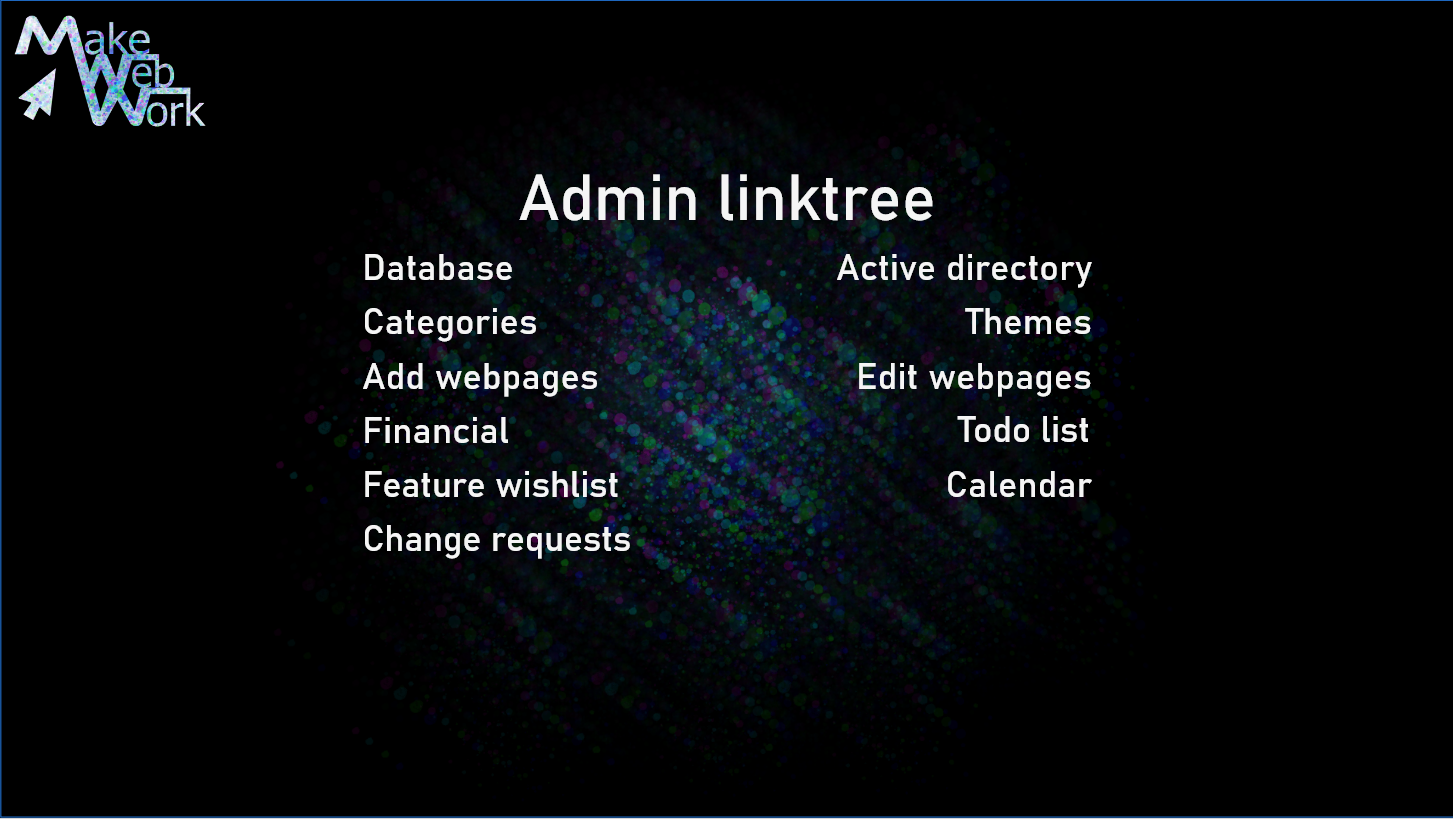 Make
Web
Work
Admin linktree
Database
Active directory
Categories
Themes
Add webpages
Edit webpages
Financial
Todo list
Feature wishlist
Calendar
Change requests